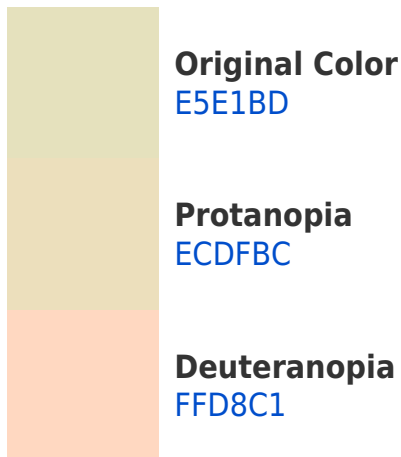 Original Color
E5E1BD
Protanopia
ECDFBC
Deuteranopia
FFD8C1